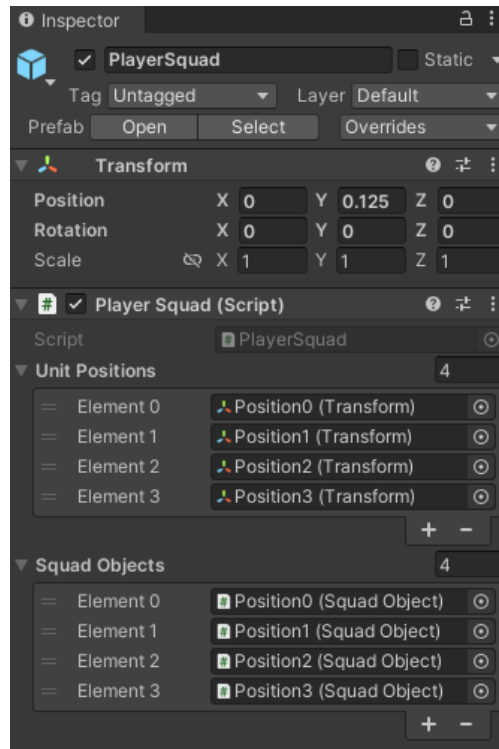 Inspector
PlayerSquad Static
Tag Untagged Layer Default
Prefab Open Select Overrides
Transform
Position X 0 Y 0.125 Z 0
Rotation X 0 Y 0 Z 0
Scale X 1 Y 1 Z 1
# Player Squad (Script)
Script # PlayerSquad
Unit Positions 4
Element 0 Position0 (Transform)
Element 1 Position1 (Transform)
Element 2 Position2 (Transform)
Element 3 Position3 (Transform)
+ -
Squad Objects 4
Element 0 # Position0 (Squad Object)
Element 1 # Position1 (Squad Object)
Element 2 # Position2 (Squad Object)
Element 3 # Position3 (Squad Object)
+ -